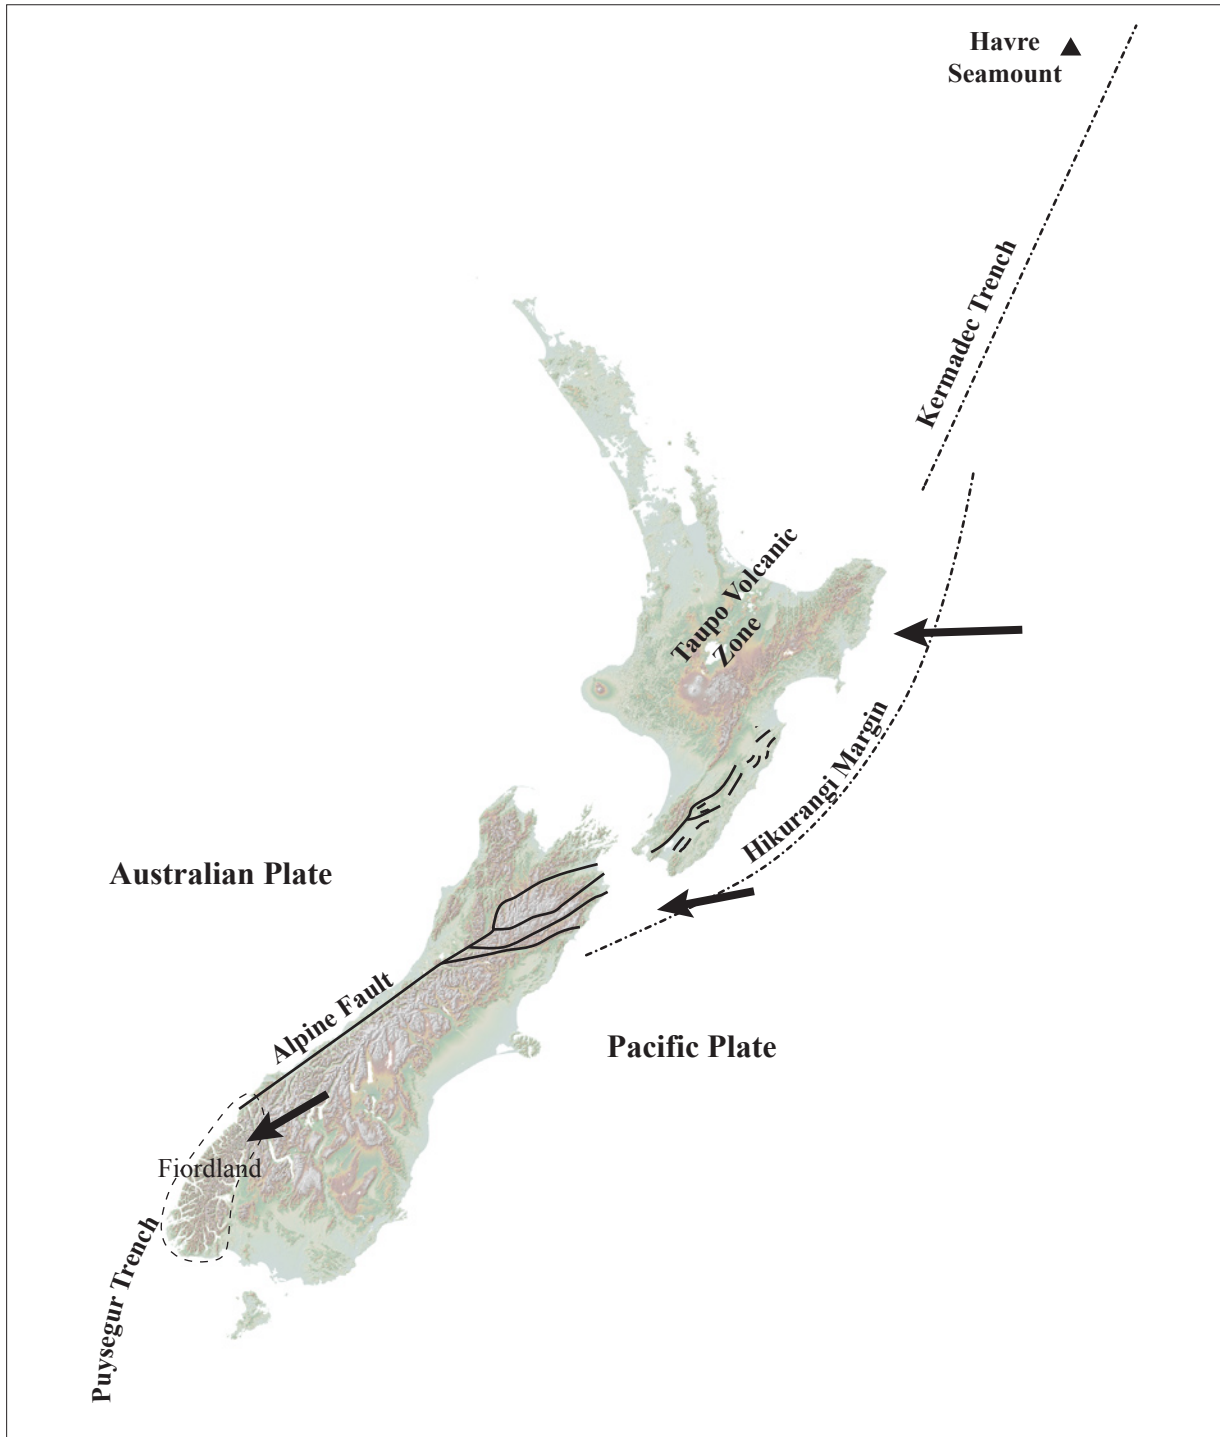 Havre
Seamount
Kermadec Trench
Taupo Volcanic
Zone
Hikurangi Margin
Australian Plate
Alpine Fault
Pacific Plate
Fiordland
Puysegur Trench